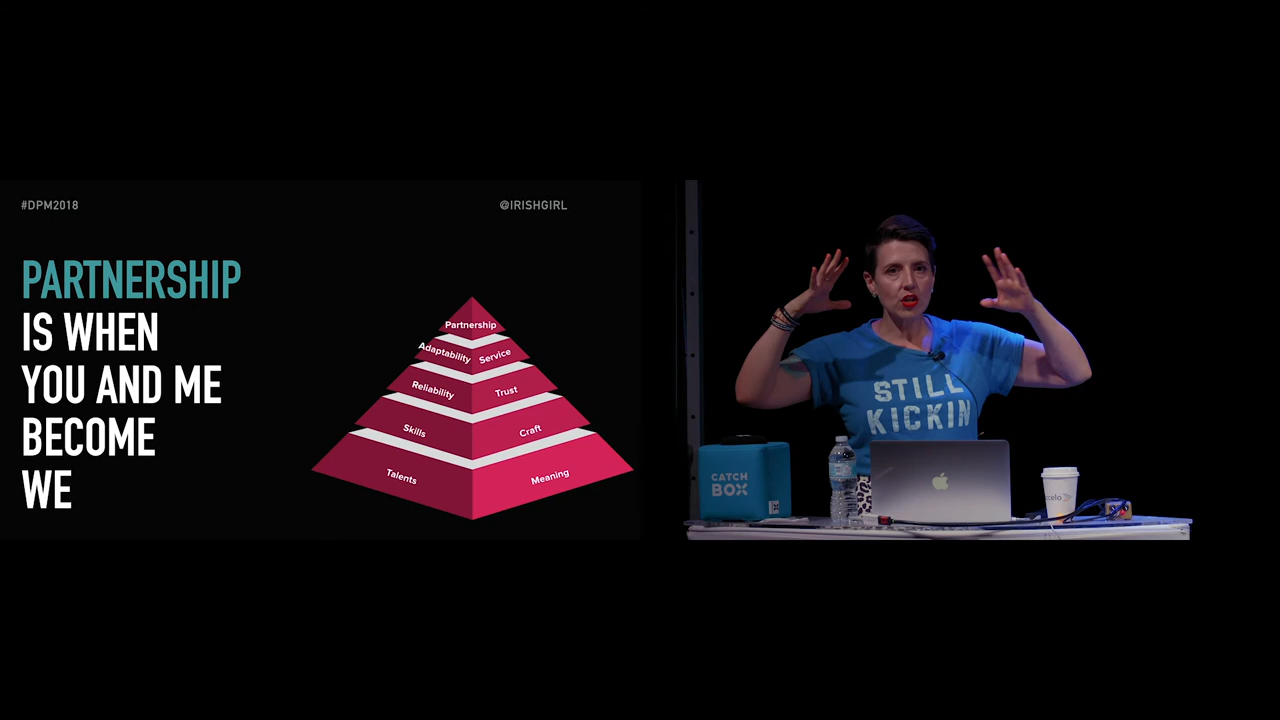 #DPM2018
@IRISHGIRL
PARTNERSHIP
IS WHEN
YOU AND ME
BECOME
WE
Partnership
Adaptability
Service
Reliability
Trust
Skills
Craft
Talents
Meaning
STILL
KICKIN
CATCH
BOX